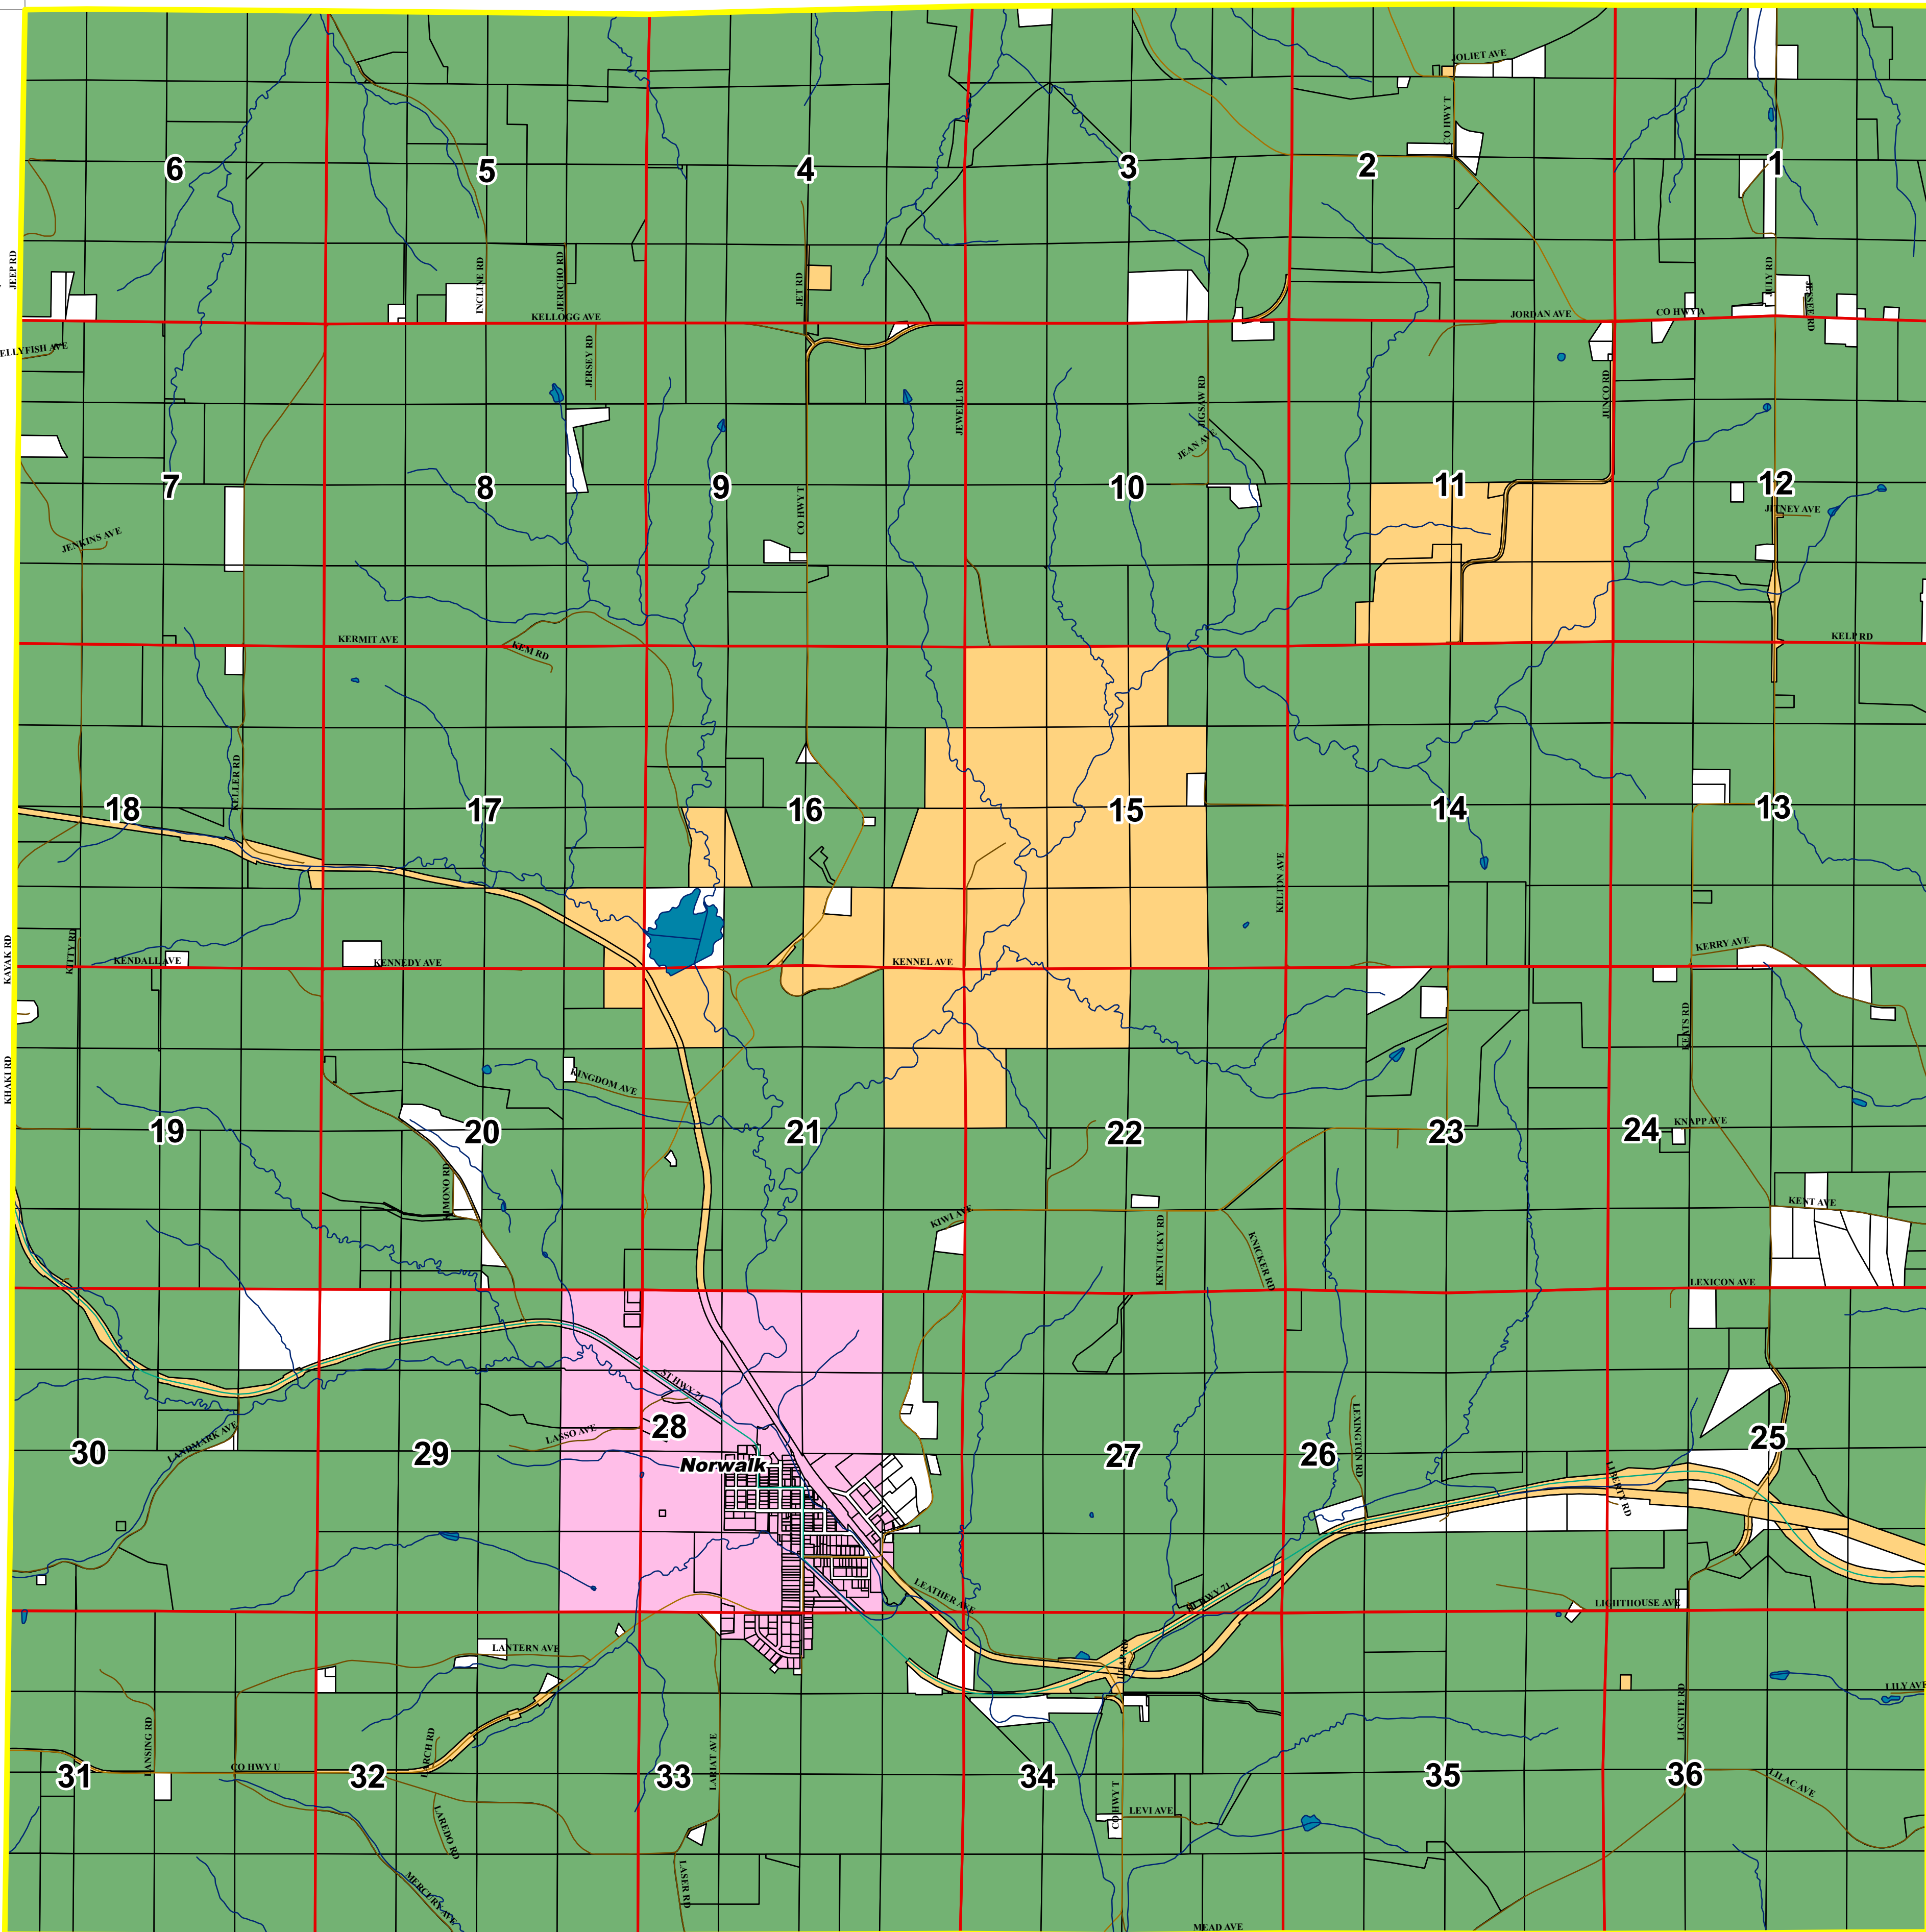 JOLIET AVE
CO HWY T
6
5
4
3
2
1
JEEP RD
INCLINE RD
JERICHO RD
JET RD
JULY RD
JESSE RD
KELLOGG AVE
JORDAN AVE
CO HWY A
ELLYFISH AVE
JERSEY RD
JEWELL RD
JIGSAW RD
JUNCO RD
JEAN AVE
7
8
9
10
11
12
CO HWY T
JITNEY AVE
JENKINS AVE
KERMIT AVE
KEM RD
KELP RD
KELLER RD
18
17
16
15
14
13
KELTON AVE
KAYAK RD
KITTY RD
KENDALL AVE
KENNEDY AVE
KENNEL AVE
KERRY AVE
KEATS RD
KHAKI RD
KINGDOM AVE
19
20
21
22
23
24
KNAPP AVE
KIMONO RD
KENT AVE
KIWI AVE
KENTUCKY RD
KNICKER RD
LEXICON AVE
ST HWY 71
LASSO AVE
28
LANDMARK AVE
LEXINGTON RD
30
29
Norwalk
27
26
25
LIBERTY RD
LEATHER AVE
ST HWY 71
LIGHTHOUSE AVE
LANTERN AVE
LEAF RD
LILY AVE
LANSING RD
LARCH RD
LARIAT AVE
LIGNITE RD
CO HWY U
31
32
33
34
35
36
LILAC AVE
CO HWY T
LEVI AVE
LAREDO RD
LASER RD
MERCURY AVE
MEAD AVE